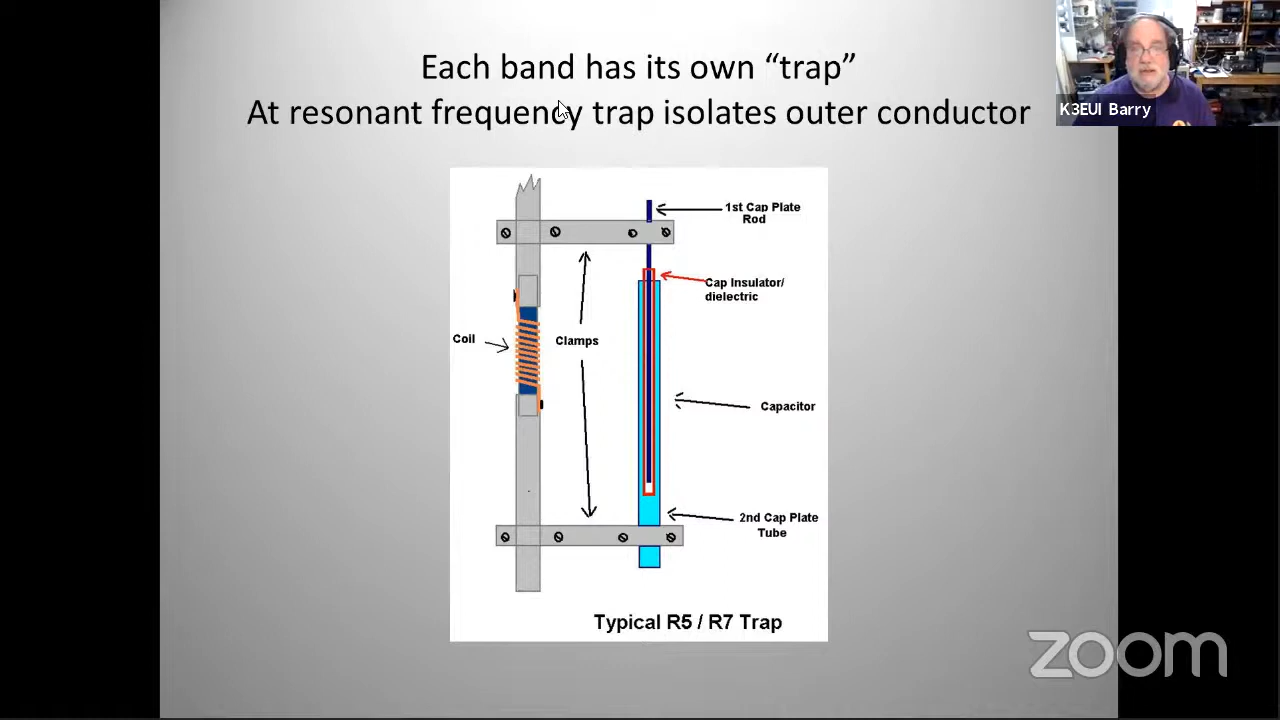 Each band has its own “trap”
At resonant frequency trap isolates outer conductor
K3EUI Barry
1st Cap Plate
Rod
Cap Insulator/
dielectric
Coil
Clamps
Capacitor
2nd Cap Plate
Tube
Typical R5 / R7 Trap
zoom